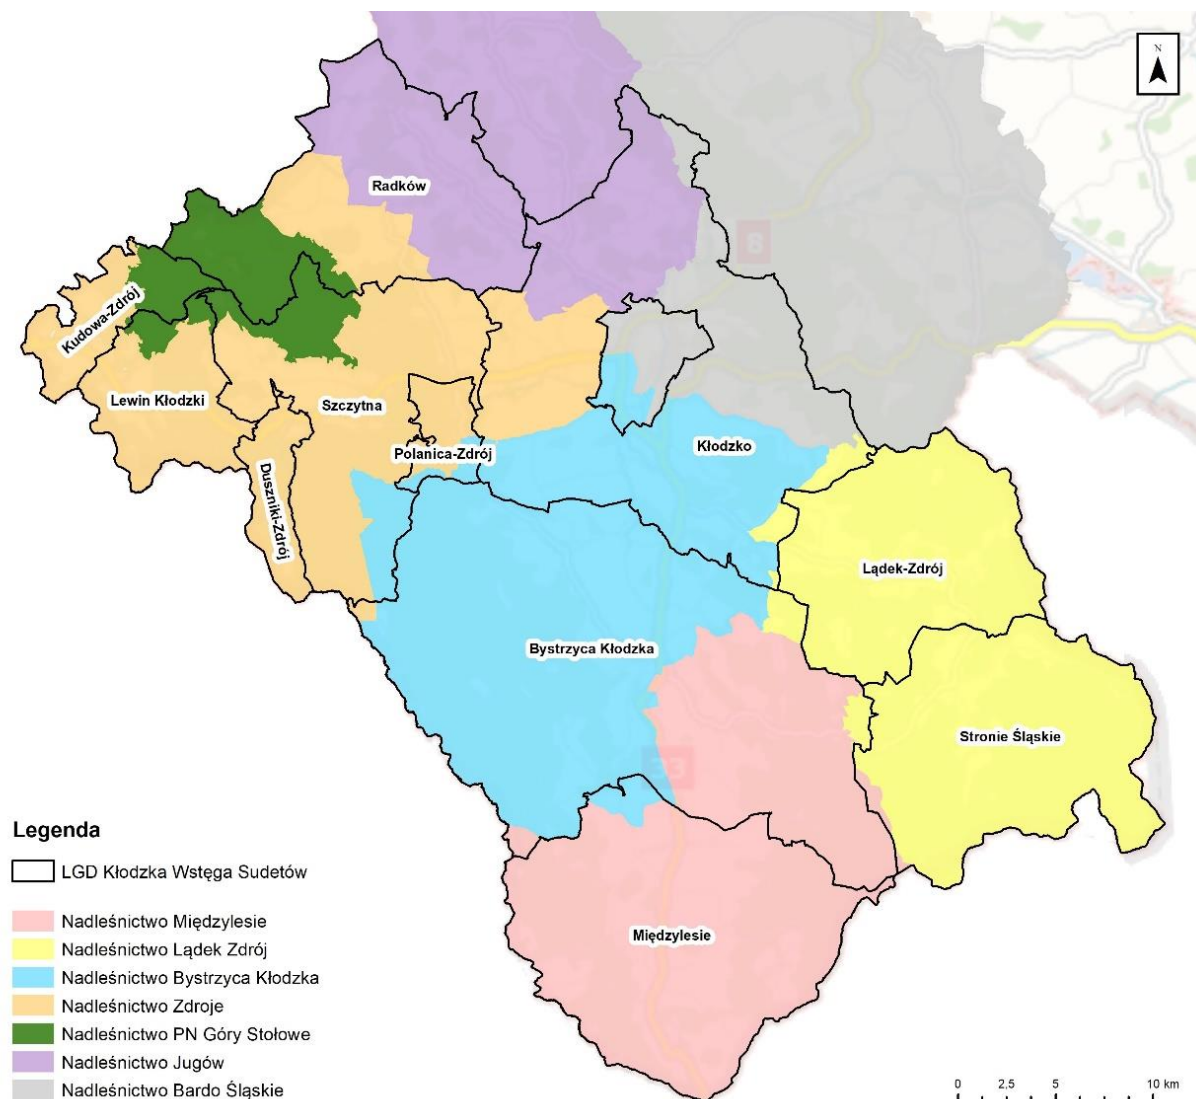 N
Radków
8
Kudowa-Zdrój
Lewin Kłodzki
Szczytna
Polanica-Zdrój
Kłodzko
Duszniki-Zdrój
Lądek-Zdrój
Bystrzyca Kłodzka
Stronie Śląskie
33
Międzylesie
Legenda
LGD Kłodzka Wstęga Sudetów
Nadleśnictwo Międzylesie
Nadleśnictwo Lądek Zdrój
Nadleśnictwo Bystrzyca Kłodzka
Nadleśnictwo Zdroje
Nadleśnictwo PN Góry Stołowe
Nadleśnictwo Jugów
Nadleśnictwo Bardo Śląskie
0 2,5 5 10 km